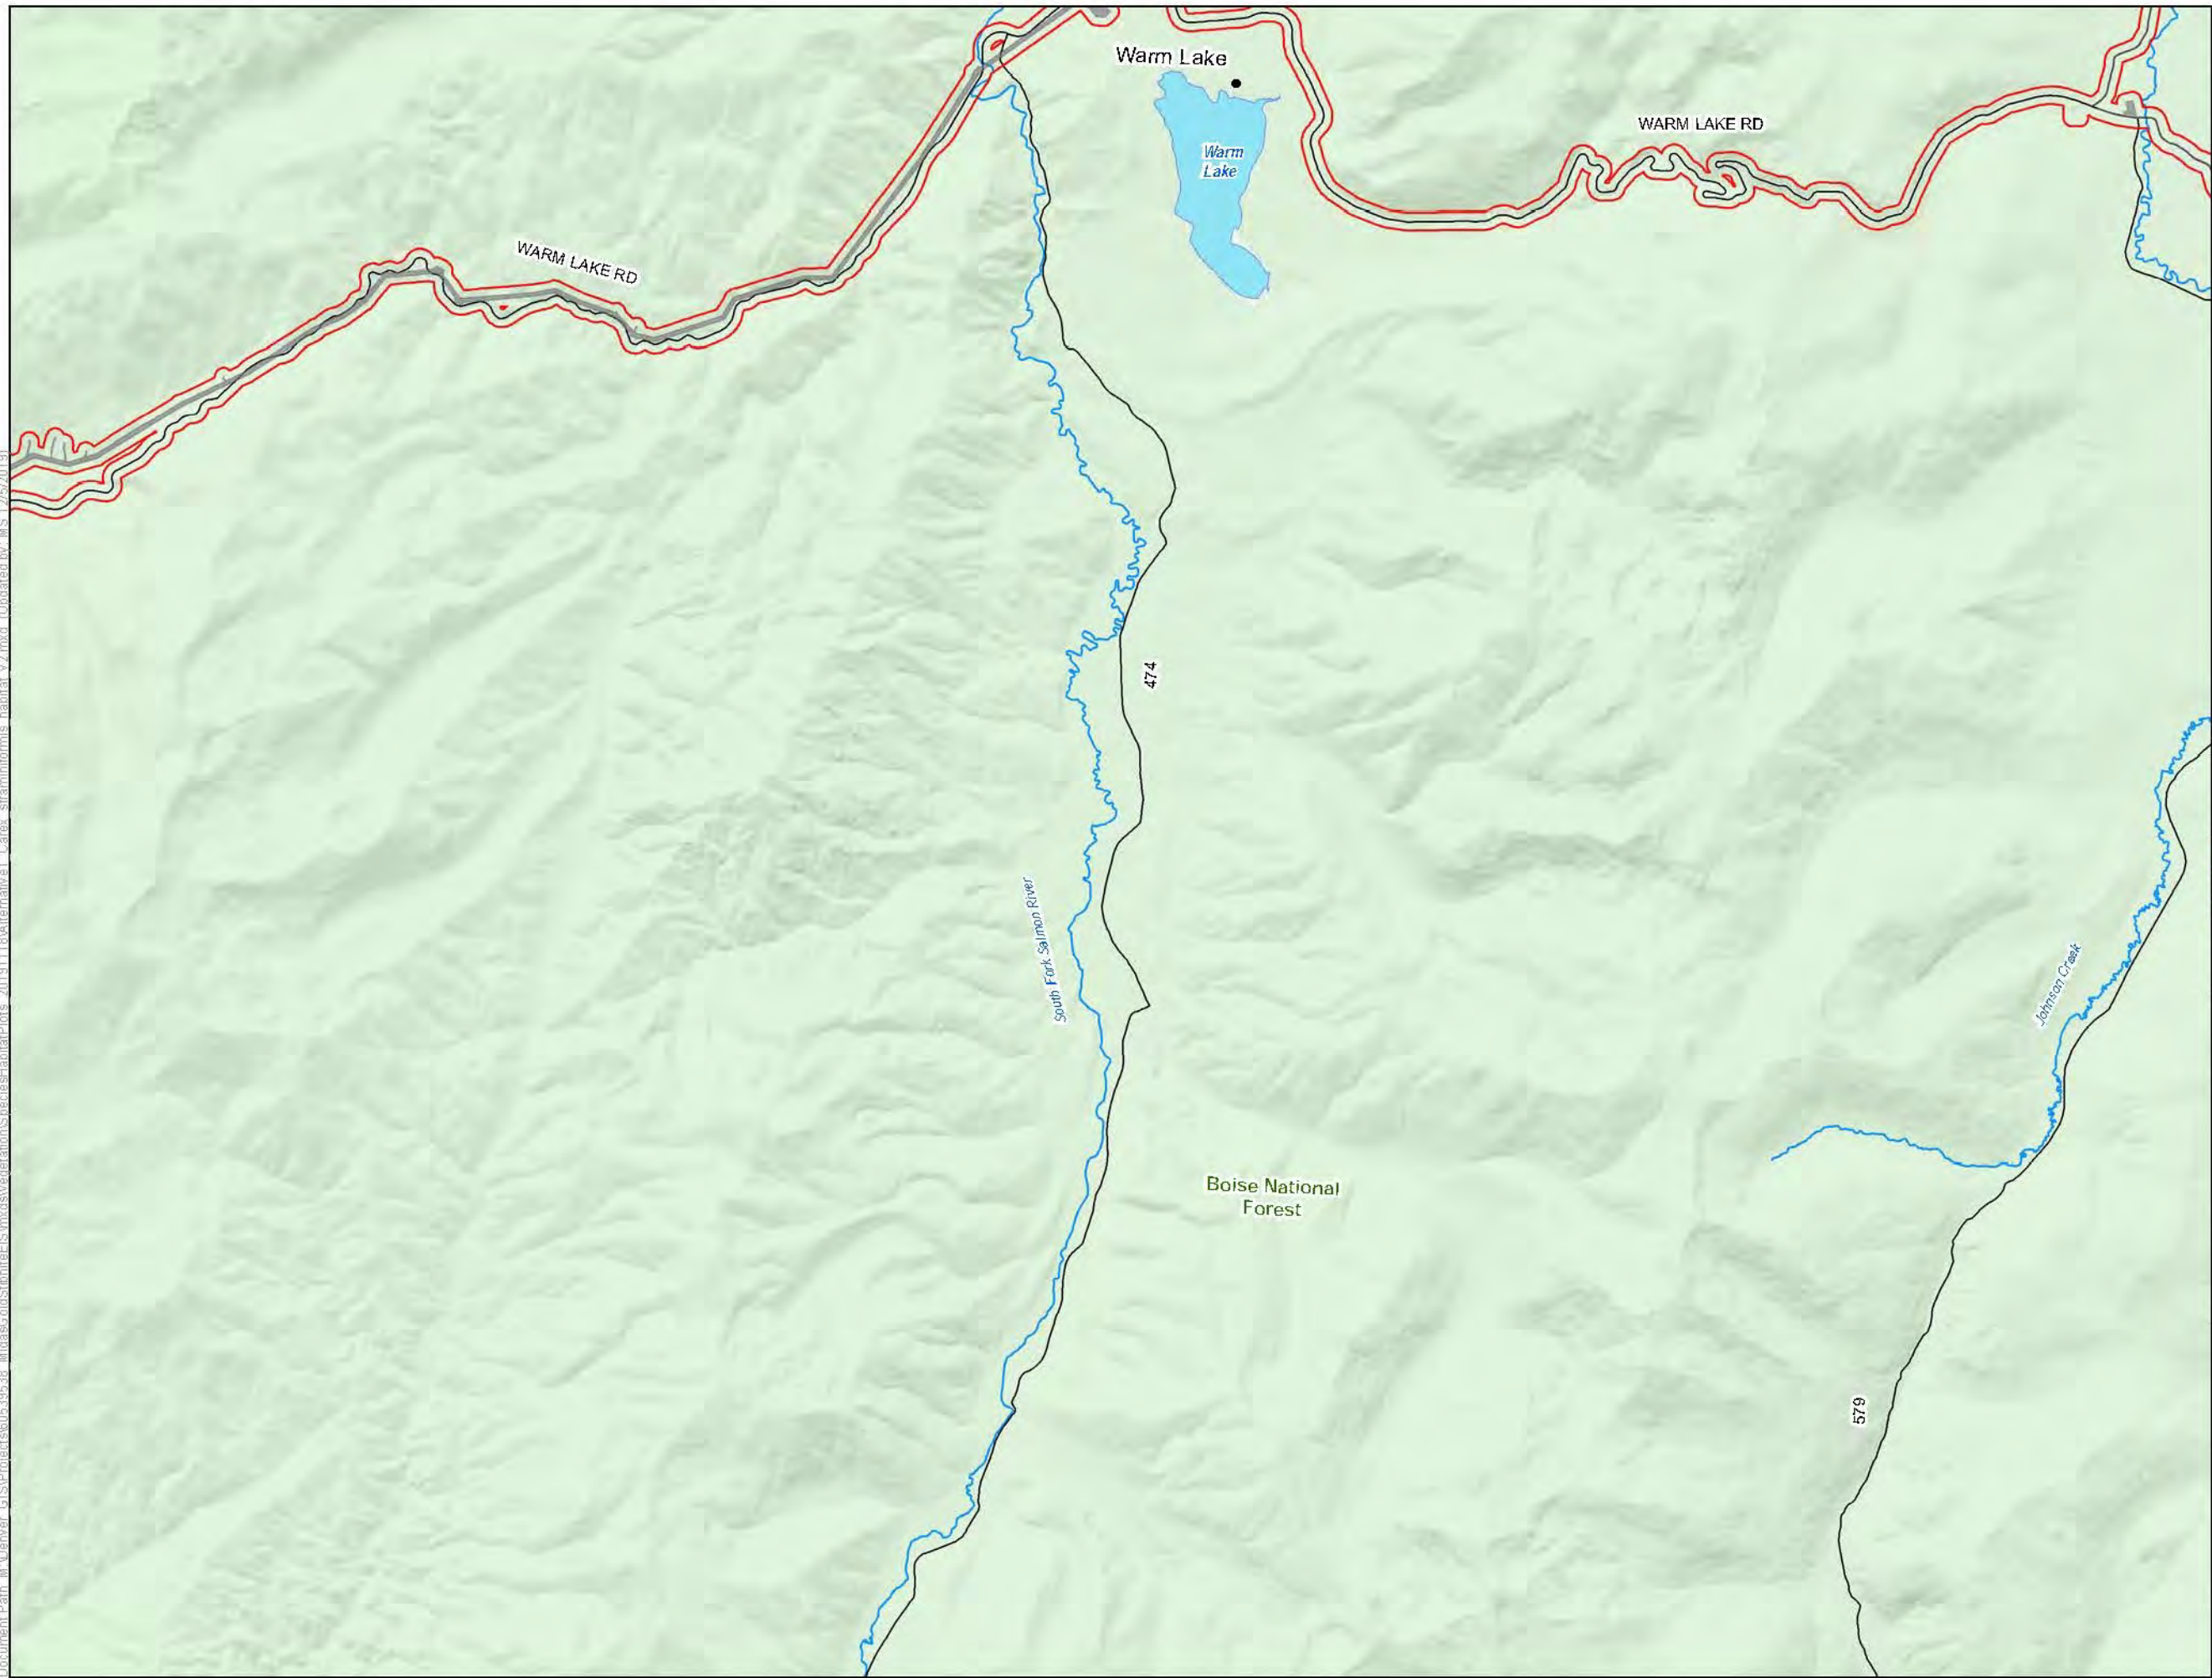 Warm Lake
WARM LAKE RD
Warm
Lake
WARM LAKE RD
474
South Fork Salmon River
Johnson Creek
Boise National
Forest
579